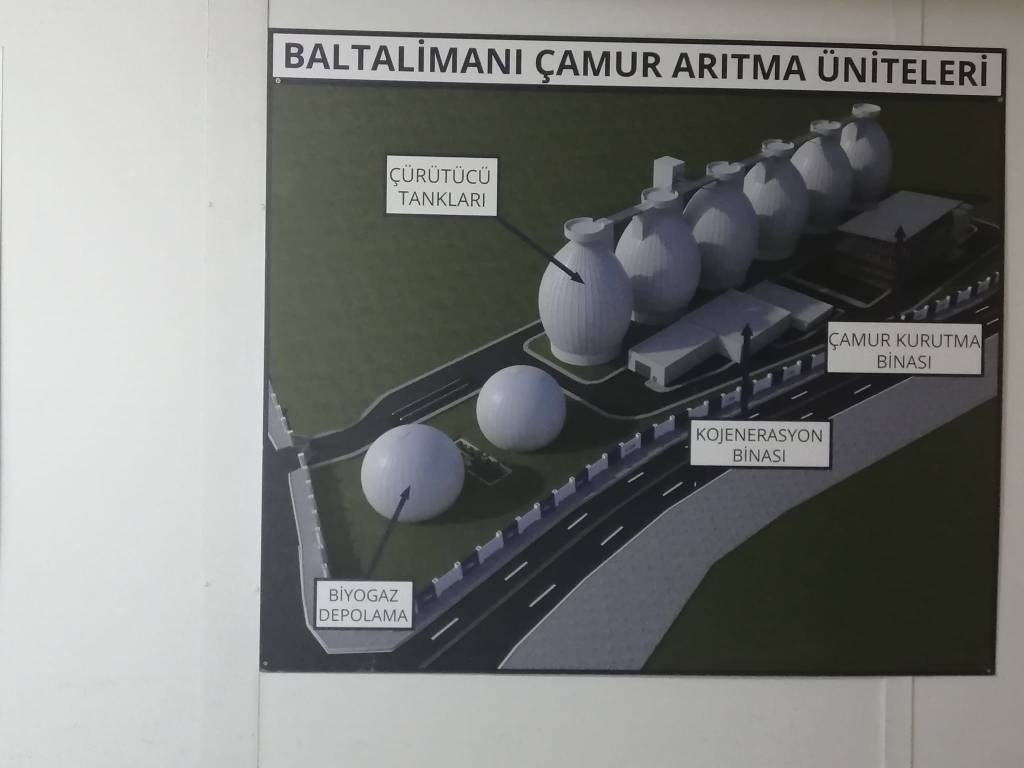 BALTALİMANI ÇAMUR ARITMA ÜNİTELERİ
ÇÜRÜTÜCÜ
TANKLARI
ÇAMUR KURUTMA
BİNASI
KOJENERASYON
BİNASI
BİYOGAZ
DEPOLAMA